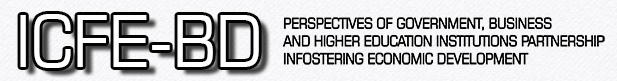 ICFE-BD
PERSPECTIVES OF GOVERNMENT, BUSINESS
AND HIGHER EDUCATION INSTITUTIONS PARTNERSHIP
INFOSTERING ECONOMIC DEVELOPMENT